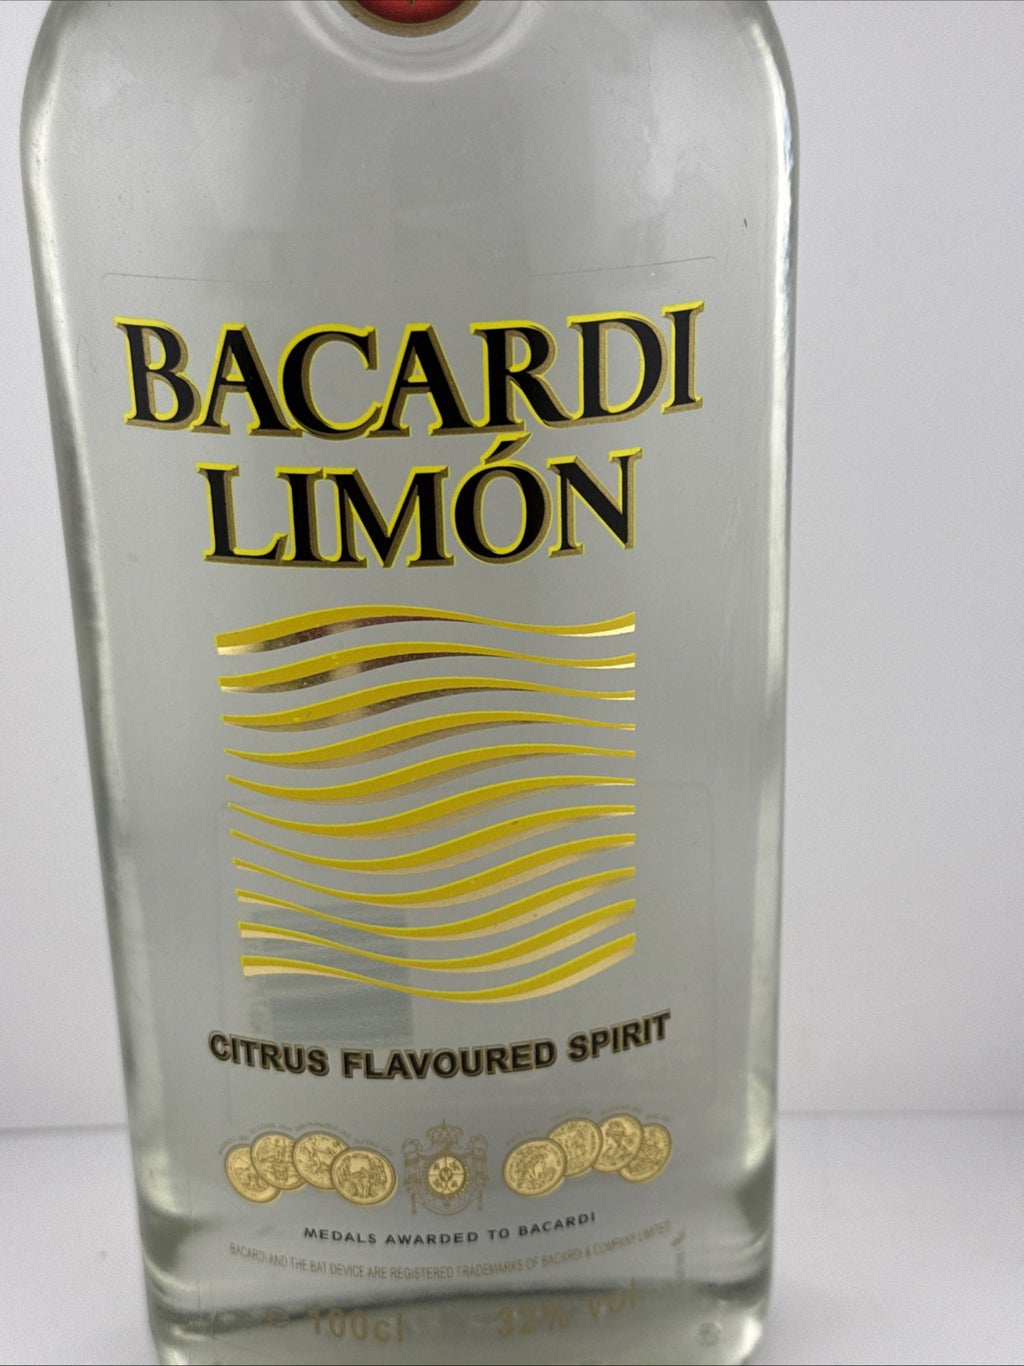 BACARDI
LIMÓN
CITRUS FLAVOURED SPIRIT
MEDALS AWARDED TO BACARDI
BACARDI AND THE BAT DEVICE ARE REGISTERED TRADEMARKS OF BACARDI & COMPANY LIMITED
100cl 32% vol